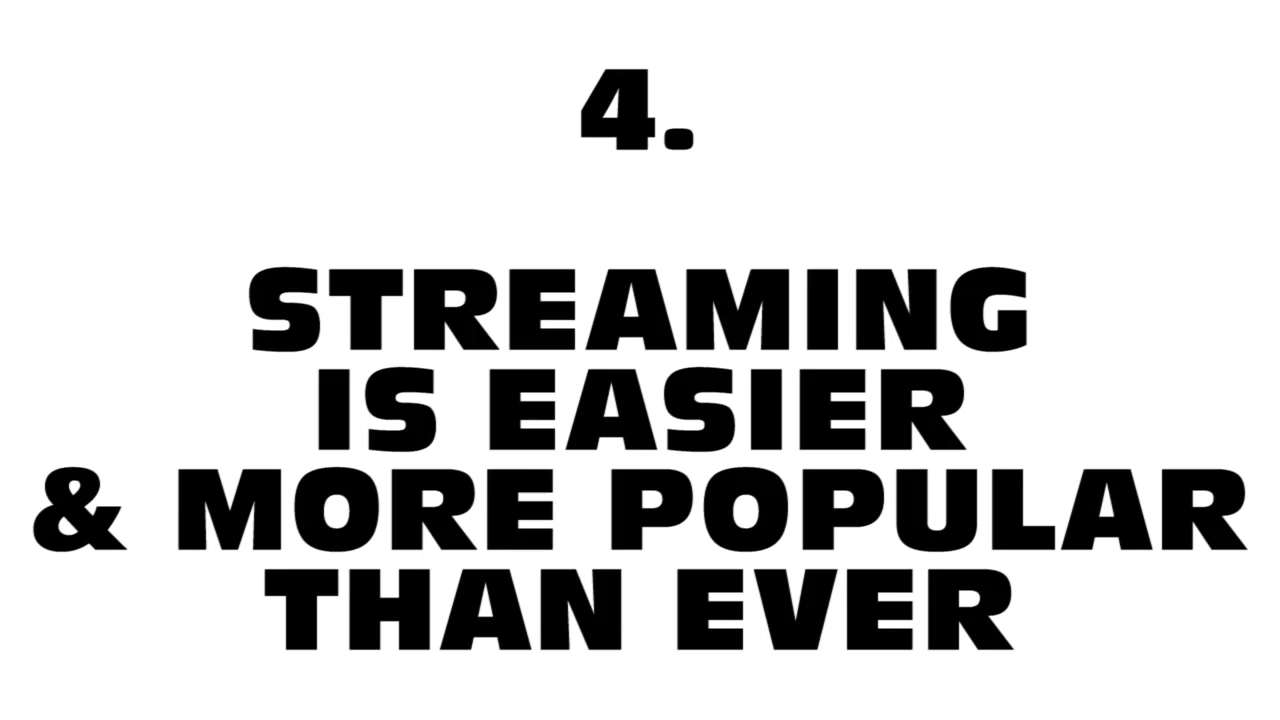 4.
STREAMING
IS EASIER
& MORE POPULAR
THAN EVER